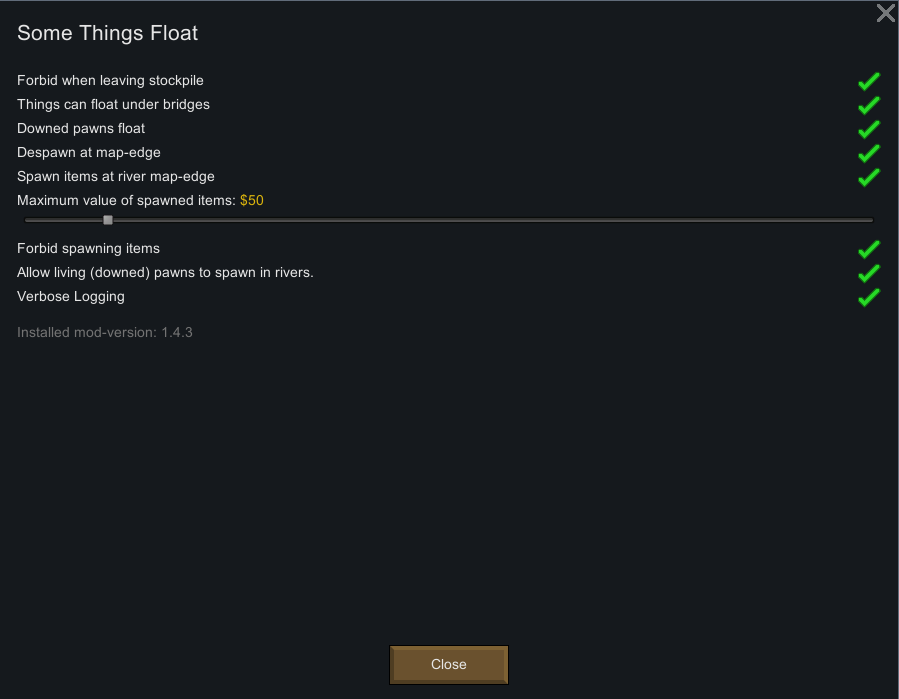 Some Things Float
Forbid when leaving stockpile
Things can float under bridges
Downed pawns float
Despawn at map-edge
Spawn items at river map-edge
Maximum value of spawned items: $50
Forbid spawning items
Allow living (downed) pawns to spawn in rivers.
Verbose Logging
Installed mod-version: 1.4.3
Close